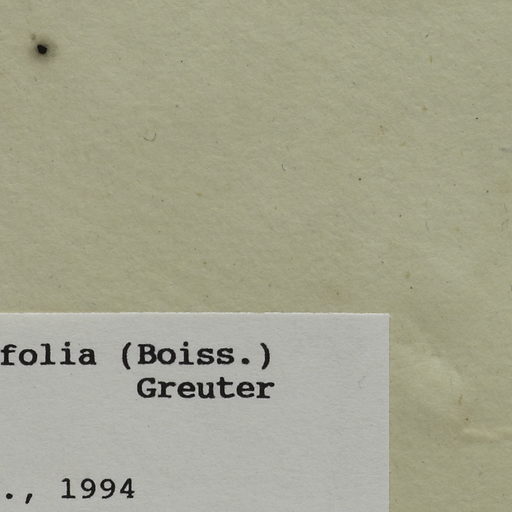 folia (Boiss.)
Greuter
., 1994